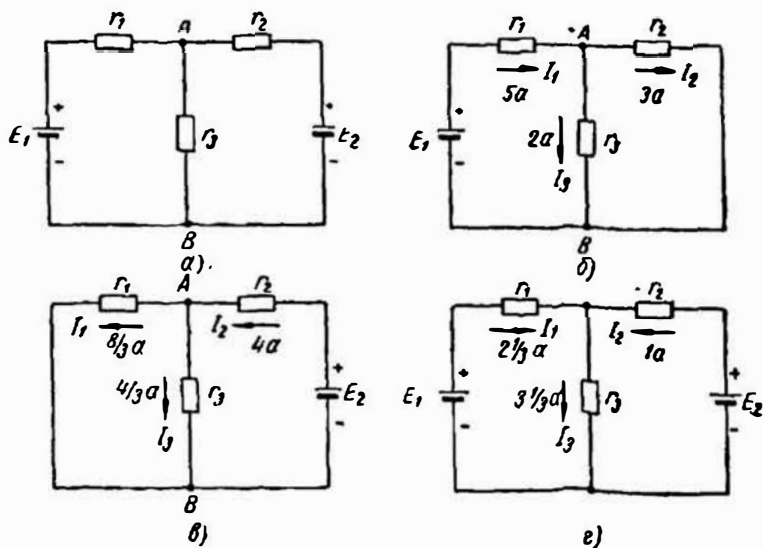 r₁ A r₂
E₁ + - r₃ + - E₂
B
а).
r₁ A r₂
I₁ I₂
5а 3а
E₁ + - 2а r₃
I₃
B
б)
r₁ A r₂
I₁ I₂
8/3 а 4а
4/3 а r₃ + - E₂
I₃
B
в)
r₁ r₂
I₁ I₂
2 1/3 а 1а
E₁ + - 3 1/3 а r₃ + - E₂
I₃
г)